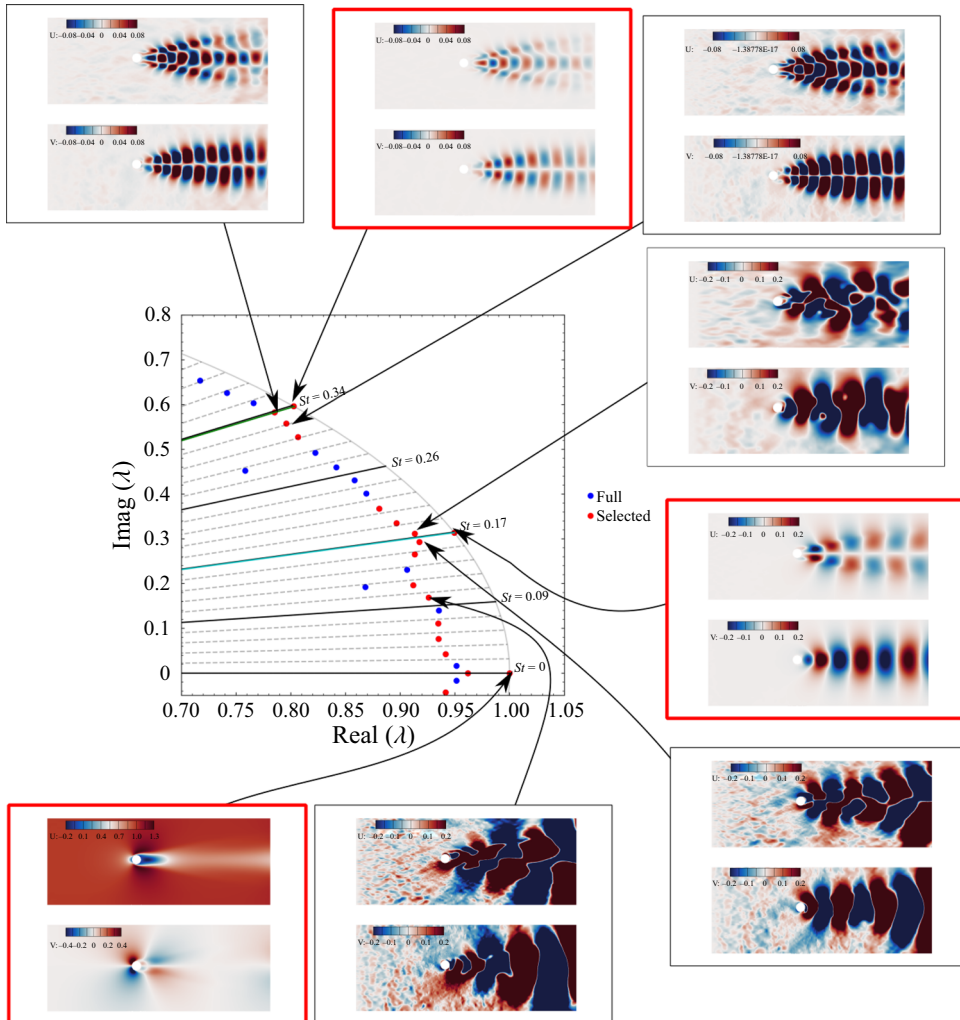 U: −0.08−0.04 0 0.04 0.08
V: −0.08−0.04 0 0.04 0.08
U: −0.08−0.04 0 0.04 0.08
V: −0.08−0.04 0 0.04 0.08
U: −0.08 −1.38778E-17 0.08
V: −0.08 −1.38778E-17 0.08
U: −0.2 −0.1 0 0.1 0.2
V: −0.2 −0.1 0 0.1 0.2
0.8
0.7
0.6
0.5
0.4
0.3
0.2
0.1
0
Imag (λ)
0.70 0.75 0.80 0.85 0.90 0.95 1.00 1.05
Real (λ)
St = 0.34
St = 0.26
St = 0.17
St = 0.09
St = 0
Full
Selected
U: −0.2 −0.1 0 0.1 0.2
V: −0.2 −0.1 0 0.1 0.2
U: −0.2 −0.1 0 0.1 0.2
V: −0.2 −0.1 0 0.1 0.2
U: −0.2 0.1 0.4 0.7 1.0 1.3
V: −0.4 −0.2 0 0.2 0.4
U: −0.2 −0.1 0 0.1 0.2
V: −0.2 −0.1 0 0.1 0.2